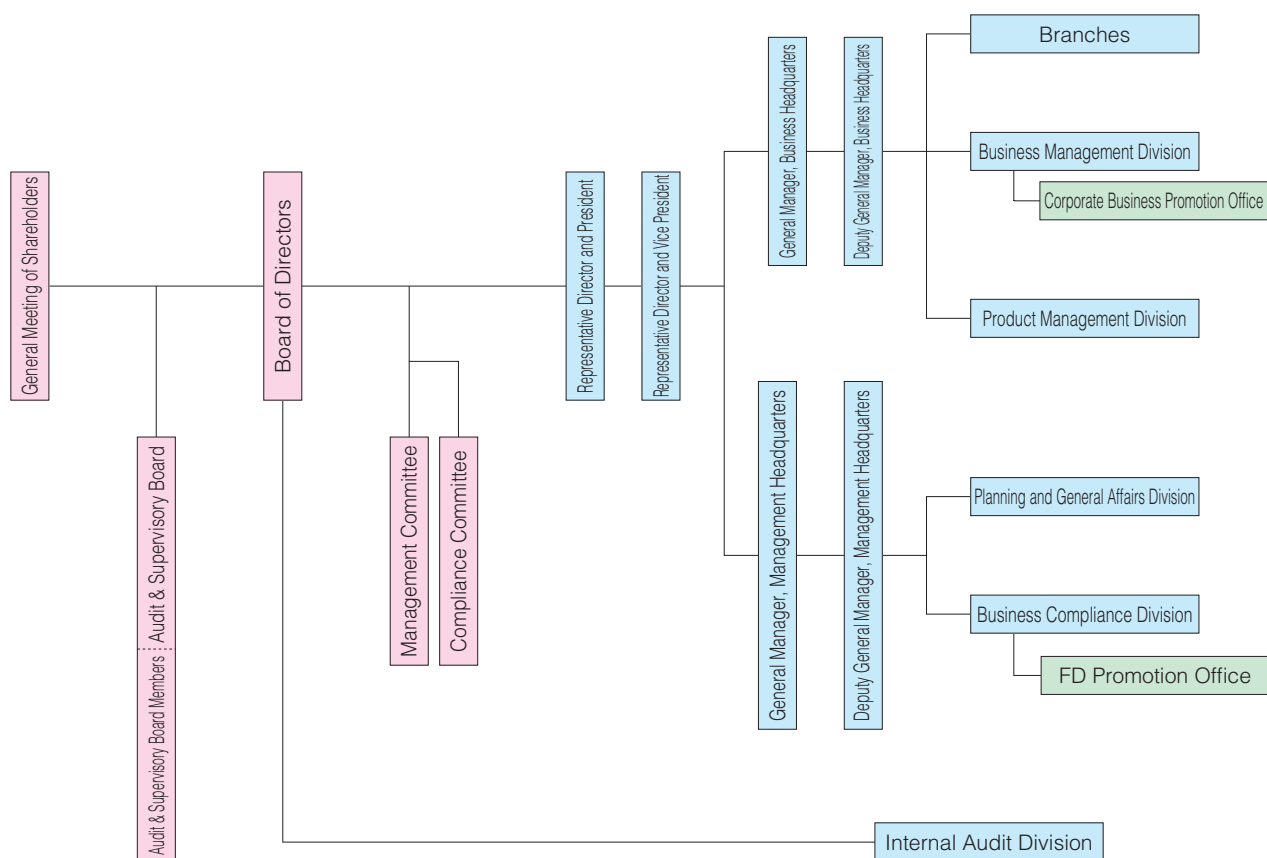 General Meeting of Shareholders
Audit & Supervisory Board
Audit & Supervisory Board Members
Board of Directors
Management Committee
Compliance Committee
Representative Director and President
Representative Director and Vice President
General Manager, Business Headquarters
Deputy General Manager, Business Headquarters
Branches
Business Management Division
Corporate Business Promotion Office
Product Management Division
General Manager, Management Headquarters
Deputy General Manager, Management Headquarters
Planning and General Affairs Division
Business Compliance Division
FD Promotion Office
Internal Audit Division